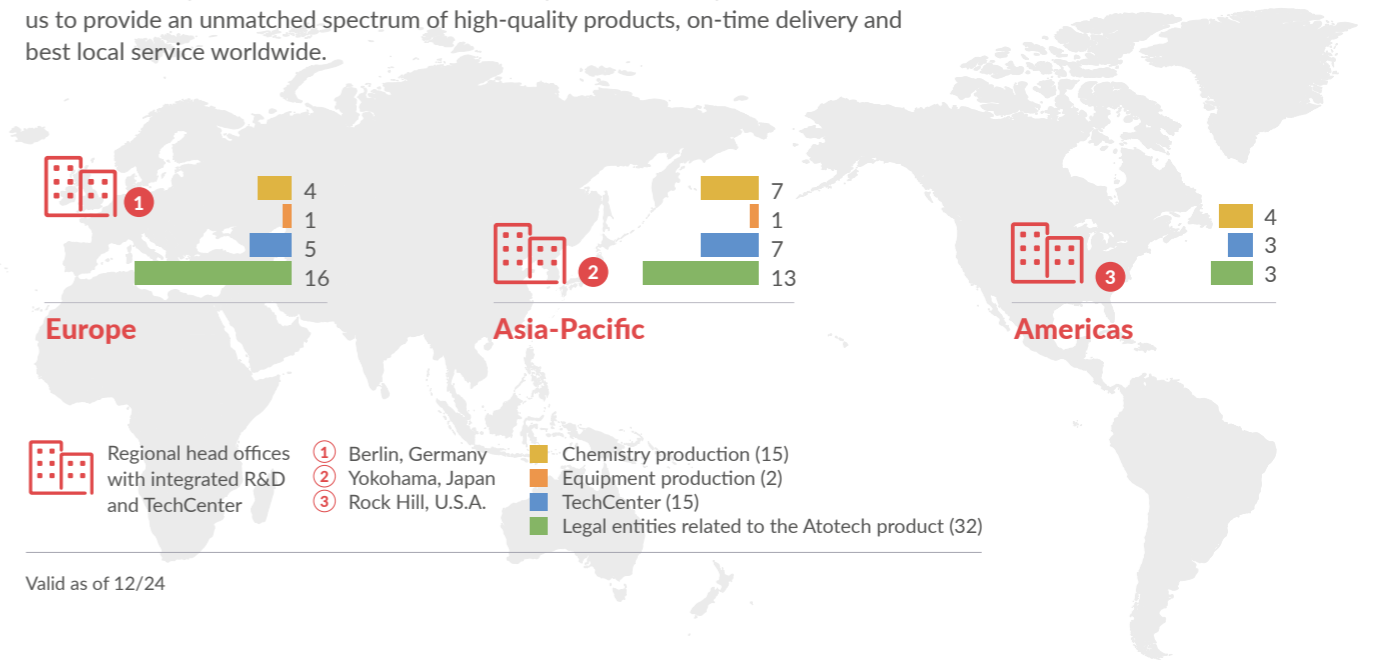 us to provide an unmatched spectrum of high-quality products, on-time delivery and
best local service worldwide.
1
4
1
5
16
Europe
2
7
1
7
13
Asia-Pacific
3
4
3
3
Americas
Regional head offices
with integrated R&D
and TechCenter
1 Berlin, Germany
2 Yokohama, Japan
3 Rock Hill, U.S.A.
Chemistry production (15)
Equipment production (2)
TechCenter (15)
Legal entities related to the Atotech product (32)
Valid as of 12/24